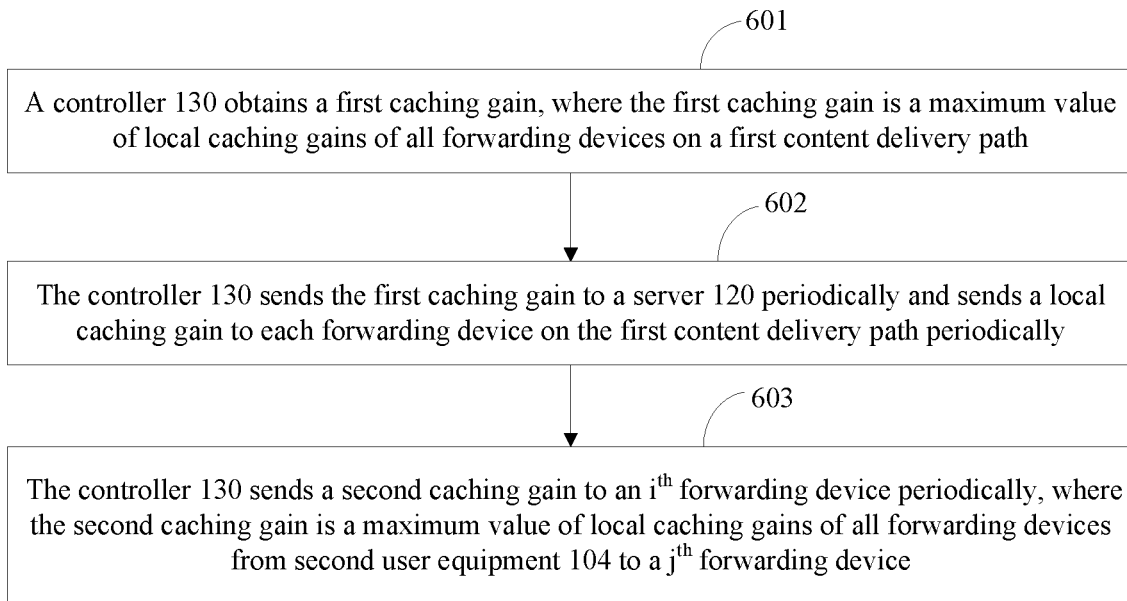 601
A controller 130 obtains a first caching gain, where the first caching gain is a maximum value
of local caching gains of all forwarding devices on a first content delivery path
602
The controller 130 sends the first caching gain to a server 120 periodically and sends a local
caching gain to each forwarding device on the first content delivery path periodically
603
The controller 130 sends a second caching gain to an iᵗʰ forwarding device periodically, where
the second caching gain is a maximum value of local caching gains of all forwarding devices
from second user equipment 104 to a jᵗʰ forwarding device